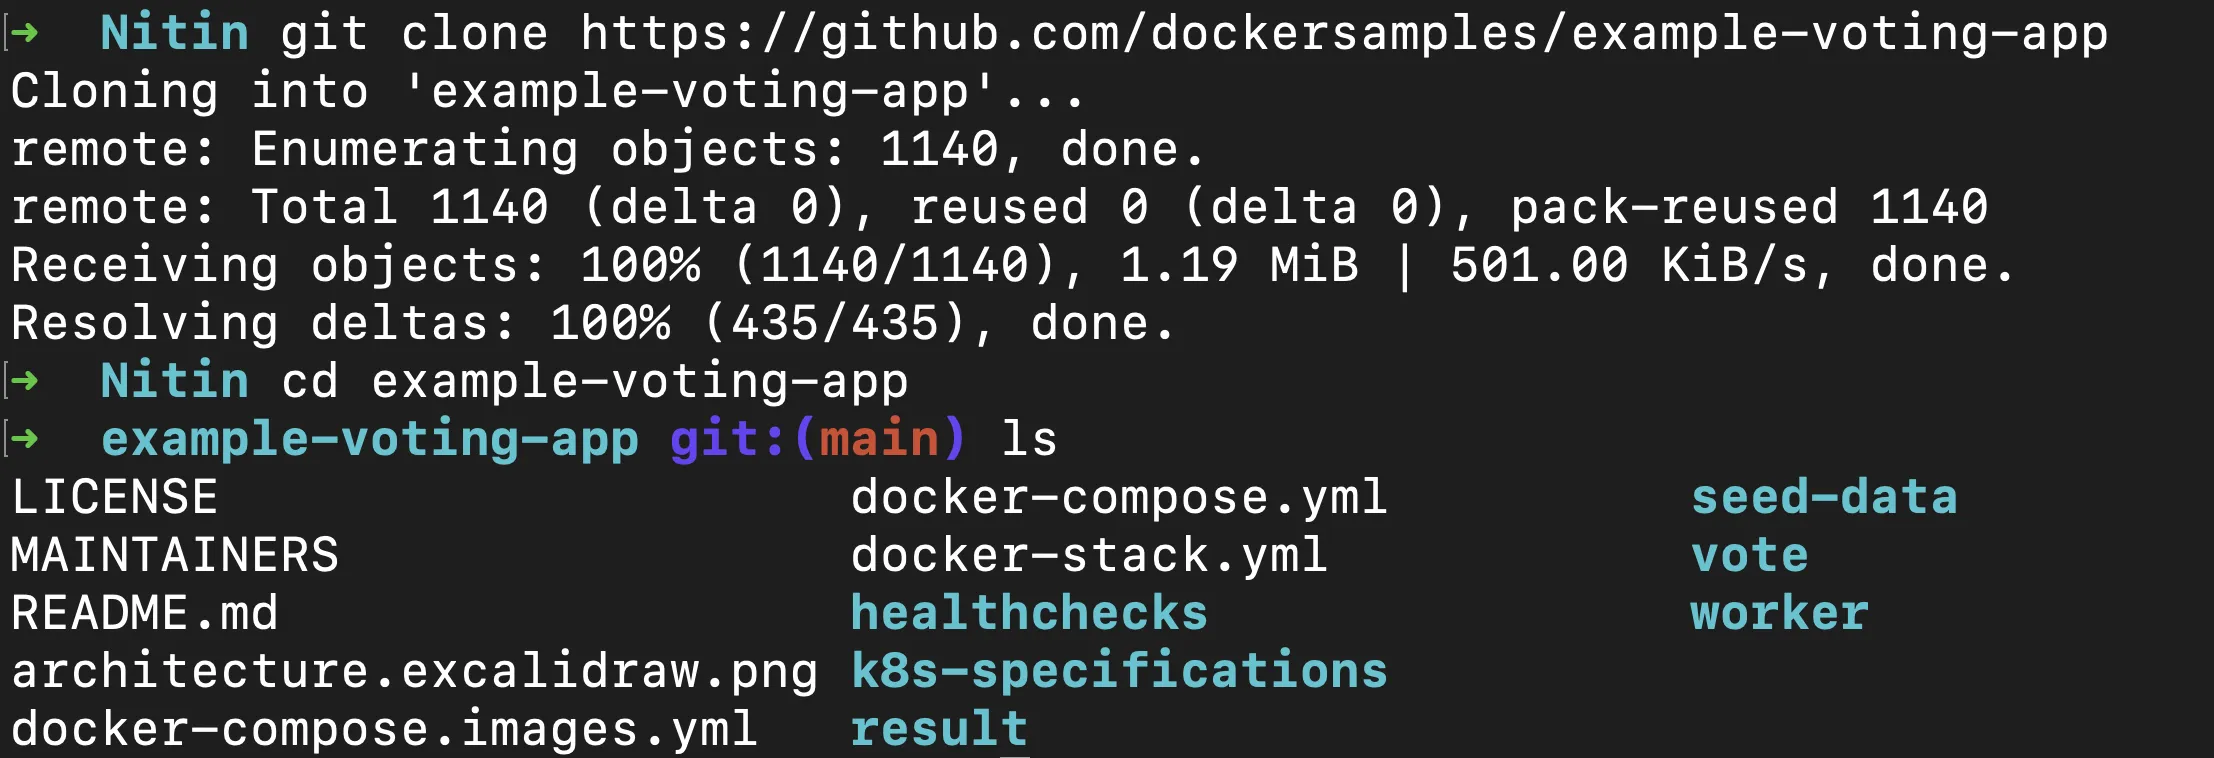 ➜  Nitin git clone https://github.com/dockersamples/example-voting-app
Cloning into 'example-voting-app'...
remote: Enumerating objects: 1140, done.
remote: Total 1140 (delta 0), reused 0 (delta 0), pack-reused 1140
Receiving objects: 100% (1140/1140), 1.19 MiB | 501.00 KiB/s, done.
Resolving deltas: 100% (435/435), done.
➜  Nitin cd example-voting-app
➜  example-voting-app git:(main) ls
LICENSE                     docker-compose.yml          seed-data
MAINTAINERS                 docker-stack.yml            vote
README.md                   healthchecks                worker
architecture.excalidraw.png k8s-specifications
docker-compose.images.yml   result